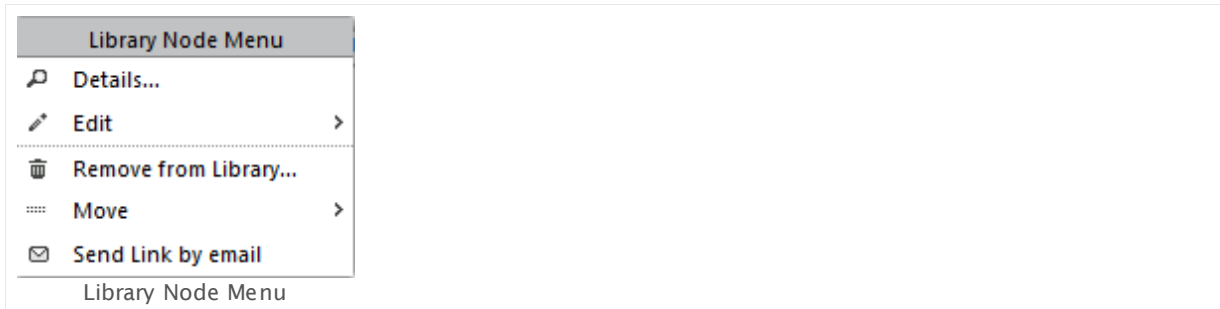 Library Node Menu
Details...
Edit
Remove from Library...
Move
Send Link by email
Library Node Menu